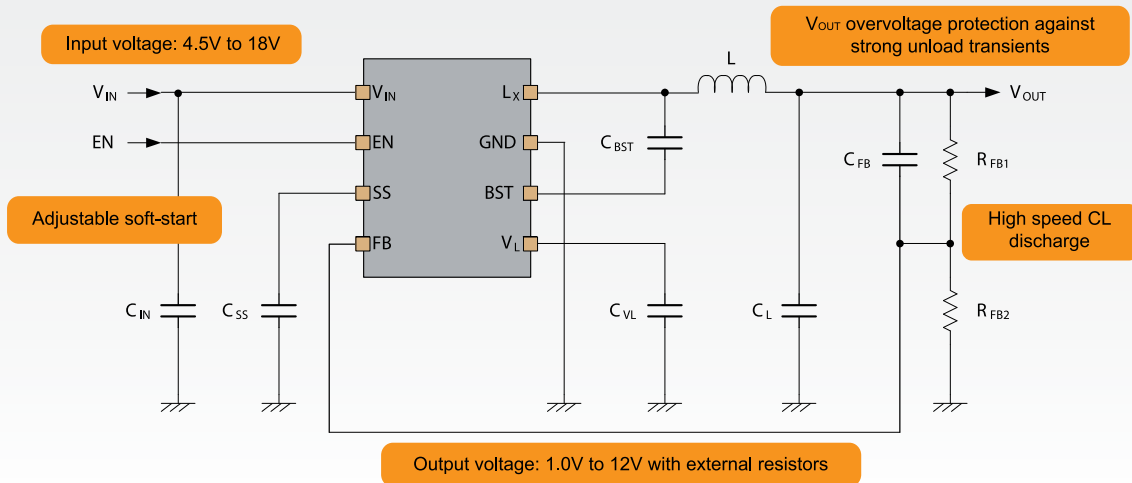 Input voltage: 4.5V to 18V
VOUT overvoltage protection against
strong unload transients
L
VIN
VIN
LX
VOUT
EN
EN
GND
CBST
CFB
RFB1
SS
BST
Adjustable soft-start
High speed CL
discharge
FB
VL
CIN
CSS
CVL
CL
RFB2
Output voltage: 1.0V to 12V with external resistors